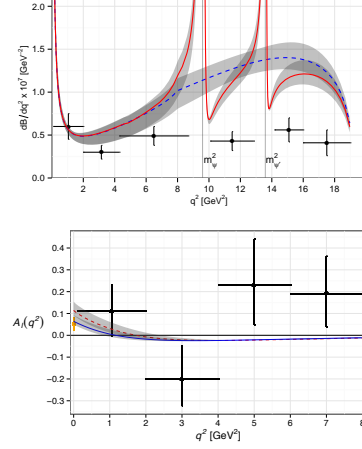 dB/dq² x 10⁷ [GeV⁻²]
2.0
1.5
1.0
0.5
0.0
m²ψ m²ψ'
2 4 6 8 10 12 14 16 18
q² [GeV²]
A_I(q²)
0.4
0.3
0.2
0.1
0.0
−0.1
−0.2
−0.3
0 1 2 3 4 5 6 7 8
q² [GeV²]